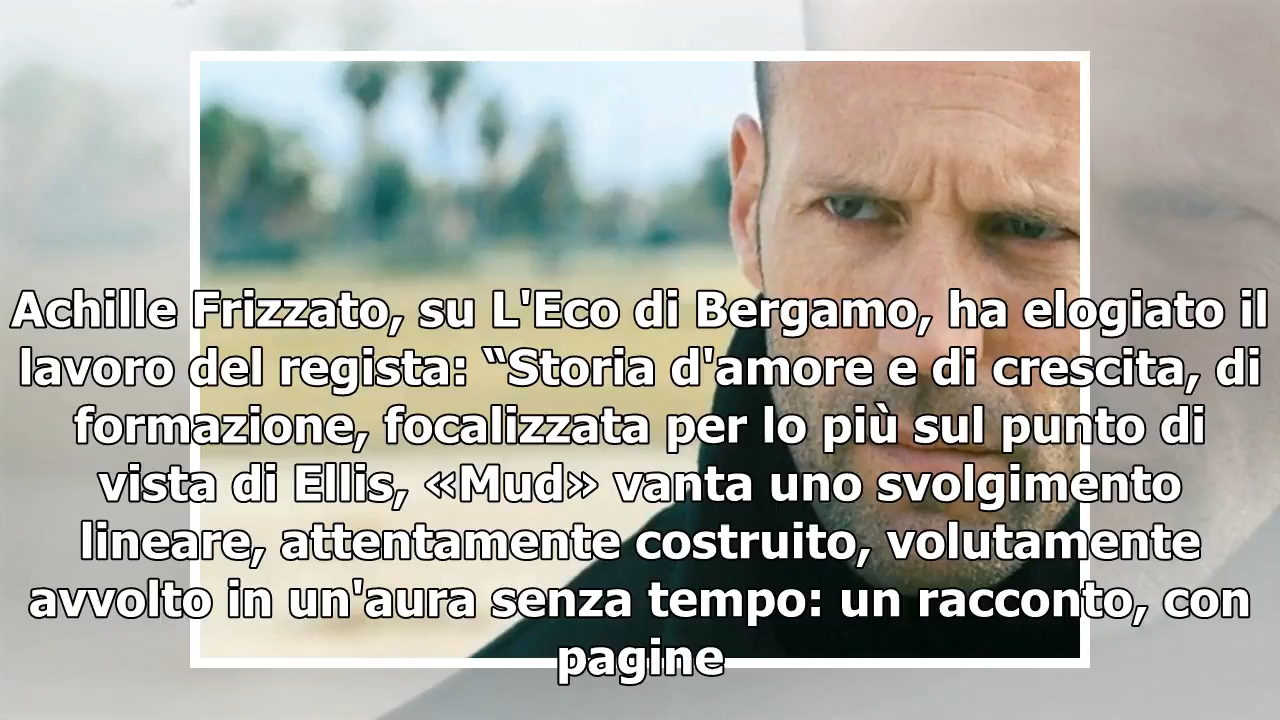 Achille Frizzato, su L'Eco di Bergamo, ha elogiato il
lavoro del regista: “Storia d'amore e di crescita, di
formazione, focalizzata per lo più sul punto di
vista di Ellis, «Mud» vanta uno svolgimento
lineare, attentamente costruito, volutamente
avvolto in un'aura senza tempo: un racconto, con
pagine